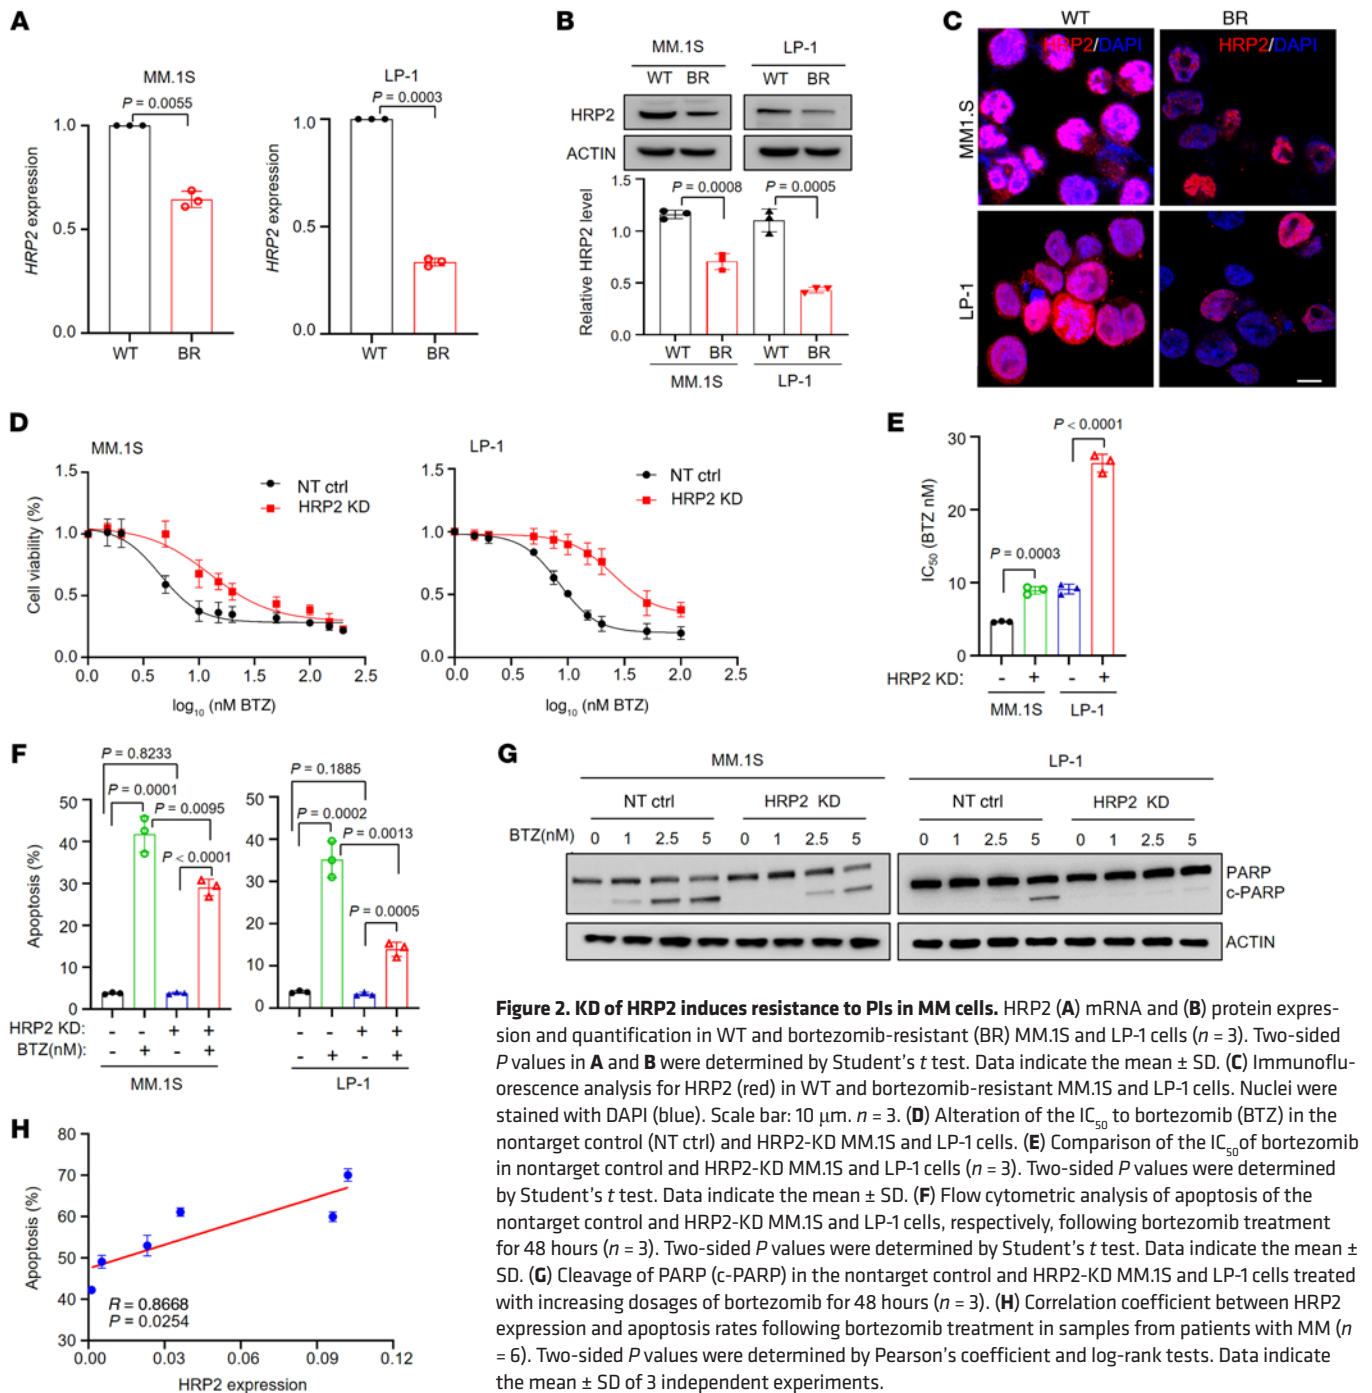 A
MM.1S
P = 0.0055
HRP2 expression
1.0
0.5
0.0
WT BR
LP-1
P = 0.0003
HRP2 expression
1.0
0.5
0.0
WT BR
B
MM.1S LP-1
WT BR WT BR
HRP2
ACTIN
Relative HRP2 level
1.5
1.0
0.5
0.0
P = 0.0008 P = 0.0005
WT BR WT BR
MM.1S LP-1
C
WT BR
HRP2/DAPI HRP2/DAPI
MM1.S
LP-1
D
MM.1S
Cell viability (%)
1.5
1.0
0.5
0.0
NT ctrl
HRP2 KD
0.0 0.5 1.0 1.5 2.0 2.5
log10 (nM BTZ)
LP-1
1.5
1.0
0.5
0.0
NT ctrl
HRP2 KD
0.0 0.5 1.0 1.5 2.0 2.5
log10 (nM BTZ)
E
P < 0.0001
P = 0.0003
IC50 (BTZ nM)
30
20
10
0
HRP2 KD: - + - +
MM.1S LP-1
F
P = 0.8233
P = 0.0001
P = 0.0095
P < 0.0001
Apoptosis (%)
50
40
30
20
10
0
P = 0.1885
P = 0.0002
P = 0.0013
P = 0.0005
50
40
30
20
10
0
HRP2 KD: - - + + - - + +
BTZ(nM): - + - + - + - +
MM.1S LP-1
G
MM.1S LP-1
NT ctrl HRP2 KD NT ctrl HRP2 KD
BTZ(nM) 0 1 2.5 5 0 1 2.5 5 0 1 2.5 5 0 1 2.5 5
PARP
c-PARP
ACTIN
H
Apoptosis (%)
80
70
60
50
40
30
R = 0.8668
P = 0.0254
0.00 0.03 0.06 0.09 0.12
HRP2 expression
Figure 2. KD of HRP2 induces resistance to PIs in MM cells. HRP2 (A) mRNA and (B) protein expres-
sion and quantification in WT and bortezomib-resistant (BR) MM.1S and LP-1 cells (n = 3). Two-sided
P values in A and B were determined by Student's t test. Data indicate the mean ± SD. (C) Immunoflu-
orescence analysis for HRP2 (red) in WT and bortezomib-resistant MM.1S and LP-1 cells. Nuclei were
stained with DAPI (blue). Scale bar: 10 μm. n = 3. (D) Alteration of the IC50 to bortezomib (BTZ) in the
nontarget control (NT ctrl) and HRP2-KD MM.1S and LP-1 cells. (E) Comparison of the IC50of bortezomib
in nontarget control and HRP2-KD MM.1S and LP-1 cells (n = 3). Two-sided P values were determined
by Student's t test. Data indicate the mean ± SD. (F) Flow cytometric analysis of apoptosis of the
nontarget control and HRP2-KD MM.1S and LP-1 cells, respectively, following bortezomib treatment
for 48 hours (n = 3). Two-sided P values were determined by Student's t test. Data indicate the mean ±
SD. (G) Cleavage of PARP (c-PARP) in the nontarget control and HRP2-KD MM.1S and LP-1 cells treated
with increasing dosages of bortezomib for 48 hours (n = 3). (H) Correlation coefficient between HRP2
expression and apoptosis rates following bortezomib treatment in samples from patients with MM (n
= 6). Two-sided P values were determined by Pearson's coefficient and log-rank tests. Data indicate
the mean ± SD of 3 independent experiments.